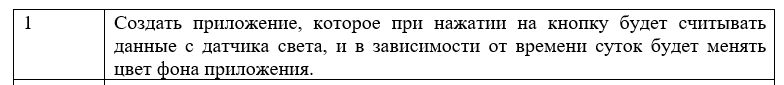 1 Создать приложение, которое при нажатии на кнопку будет считывать
данные с датчика света, и в зависимости от времени суток будет менять
цвет фона приложения.